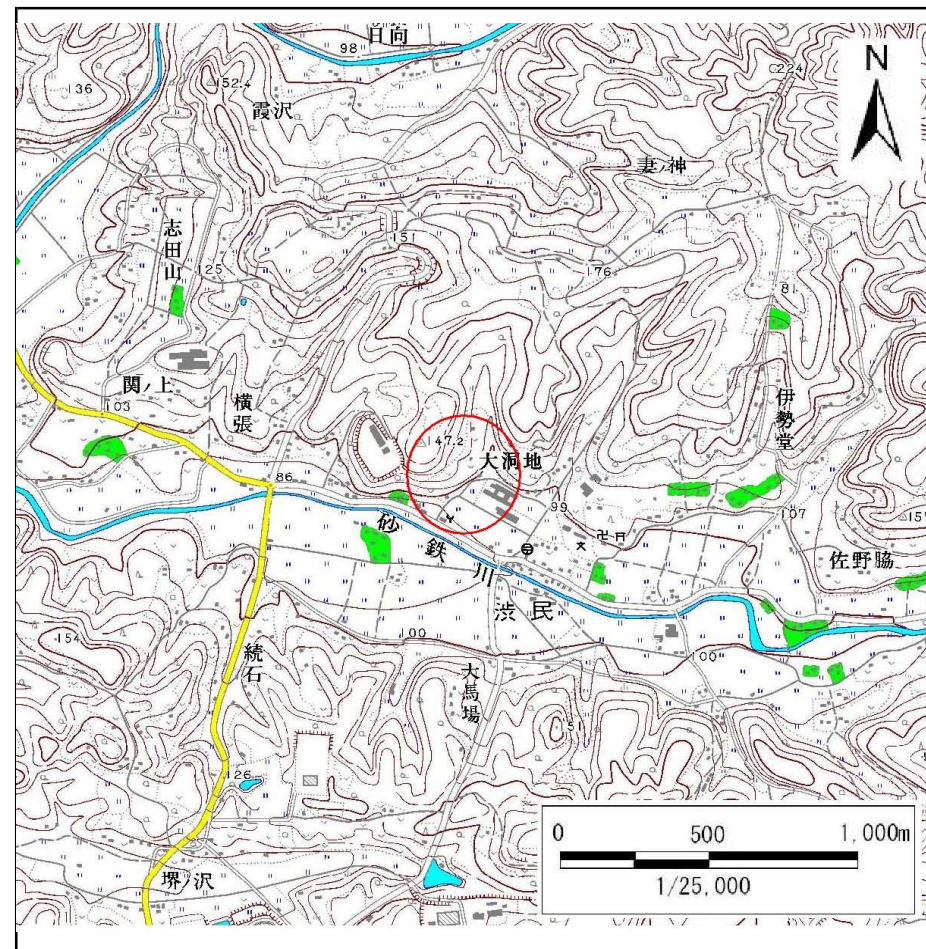 日向
98
136
152.4
霞沢
224
N
妻ノ神
志田山
151
125
176
81
関ノ上
103
横張
147.2
大洞地
伊勢堂
86
99
107
砂鉄川
佐野脇
渋民
154
100
100
続石
大馬場
151
126
堺ノ沢
0 500 1,000m
1/25,000